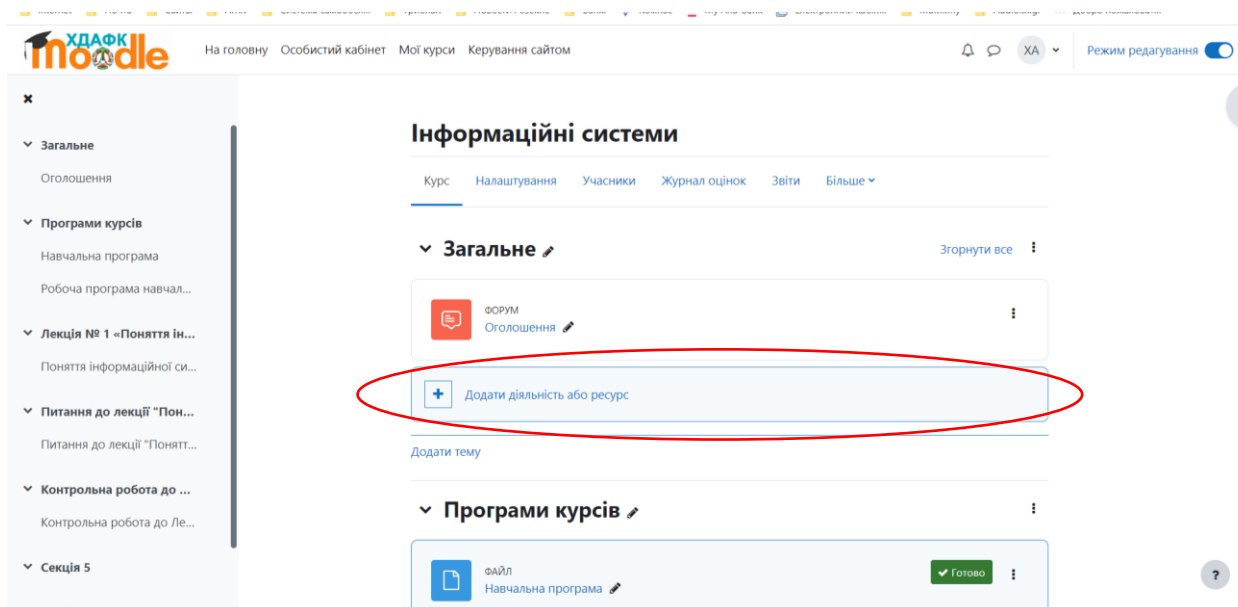 ХДАФК
moodle
На головну Особистий кабінет Мої курси Керування сайтом
ХА
Режим редагування
Загальне
Оголошення
Програми курсів
Навчальна програма
Робоча програма навчал...
Лекція № 1 «Поняття ін...
Поняття інформаційної си...
Питання до лекції "Пон...
Питання до лекції "Понятт...
Контрольна робота до ...
Контрольна робота до Ле...
Секція 5
Інформаційні системи
Курс Налаштування Учасники Журнал оцінок Звіти Більше
Загальне
Згорнути все
ФОРУМ
Оголошення
Додати діяльність або ресурс
Додати тему
Програми курсів
ФАЙЛ
Навчальна програма
Готово
?